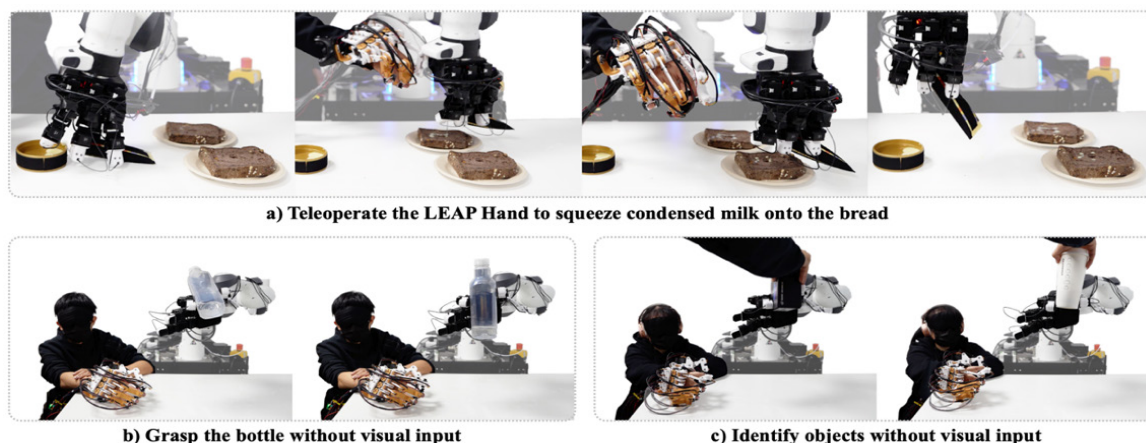 a) Teleoperate the LEAP Hand to squeeze condensed milk onto the bread
b) Grasp the bottle without visual input
c) Identify objects without visual input